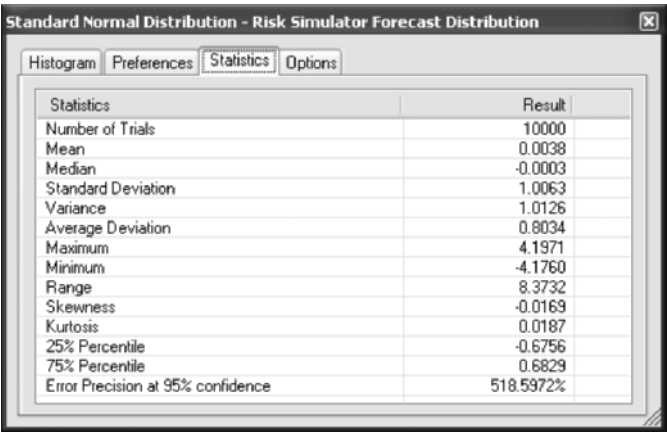 Standard Normal Distribution - Risk Simulator Forecast Distribution
Histogram Preferences Statistics Options
Statistics Result
Number of Trials 10000
Mean 0.0038
Median -0.0003
Standard Deviation 1.0063
Variance 1.0126
Average Deviation 0.8034
Maximum 4.1971
Minimum -4.1760
Range 8.3732
Skewness -0.0169
Kurtosis 0.0187
25% Percentile -0.6756
75% Percentile 0.6829
Error Precision at 95% confidence 518.5972%